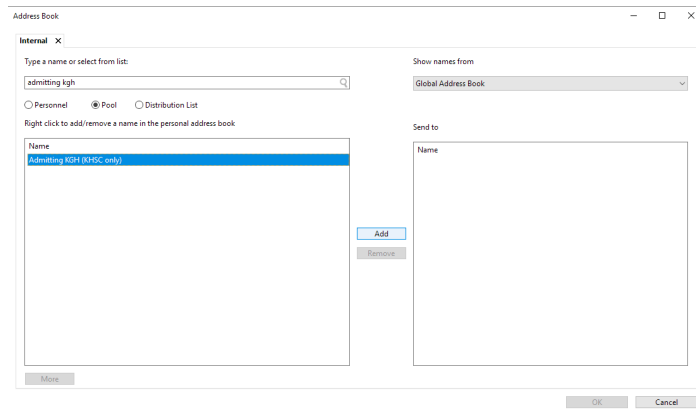 Address Book
Internal X
Type a name or select from list:
Show names from
admitting kgh
Global Address Book
Personnel
Pool
Distribution List
Right click to add/remove a name in the personal address book
Send to
Name
Name
Admitting KGH (KHSC only)
Add
Remove
More
OK
Cancel